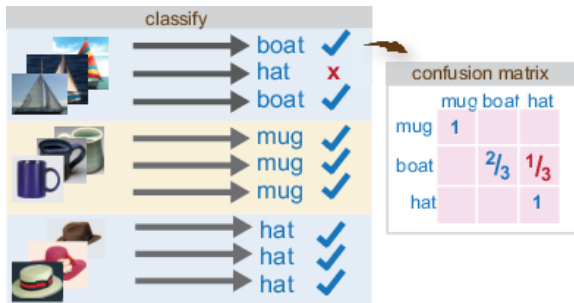 classify
boat ✓
hat x
boat ✓
mug ✓
mug ✓
mug ✓
hat ✓
hat ✓
hat ✓
confusion matrix
mug boat hat
mug 1
boat 2/3 1/3
hat 1